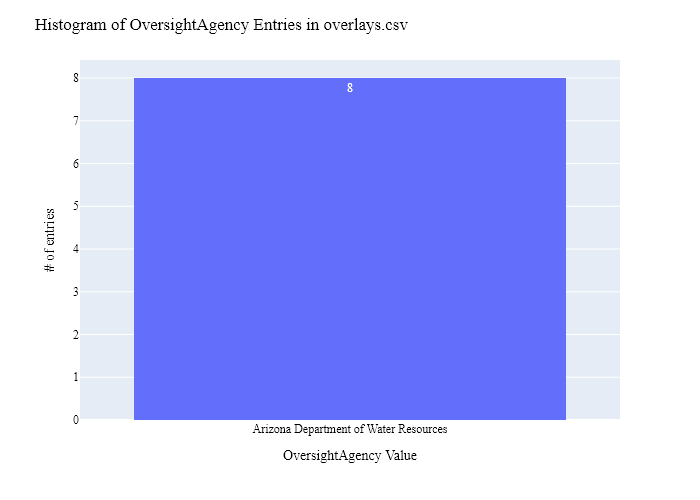 Histogram of OversightAgency Entries in overlays.csv
8
8
7
6
5
4
3
2
1
0
# of entries
Arizona Department of Water Resources
OversightAgency Value